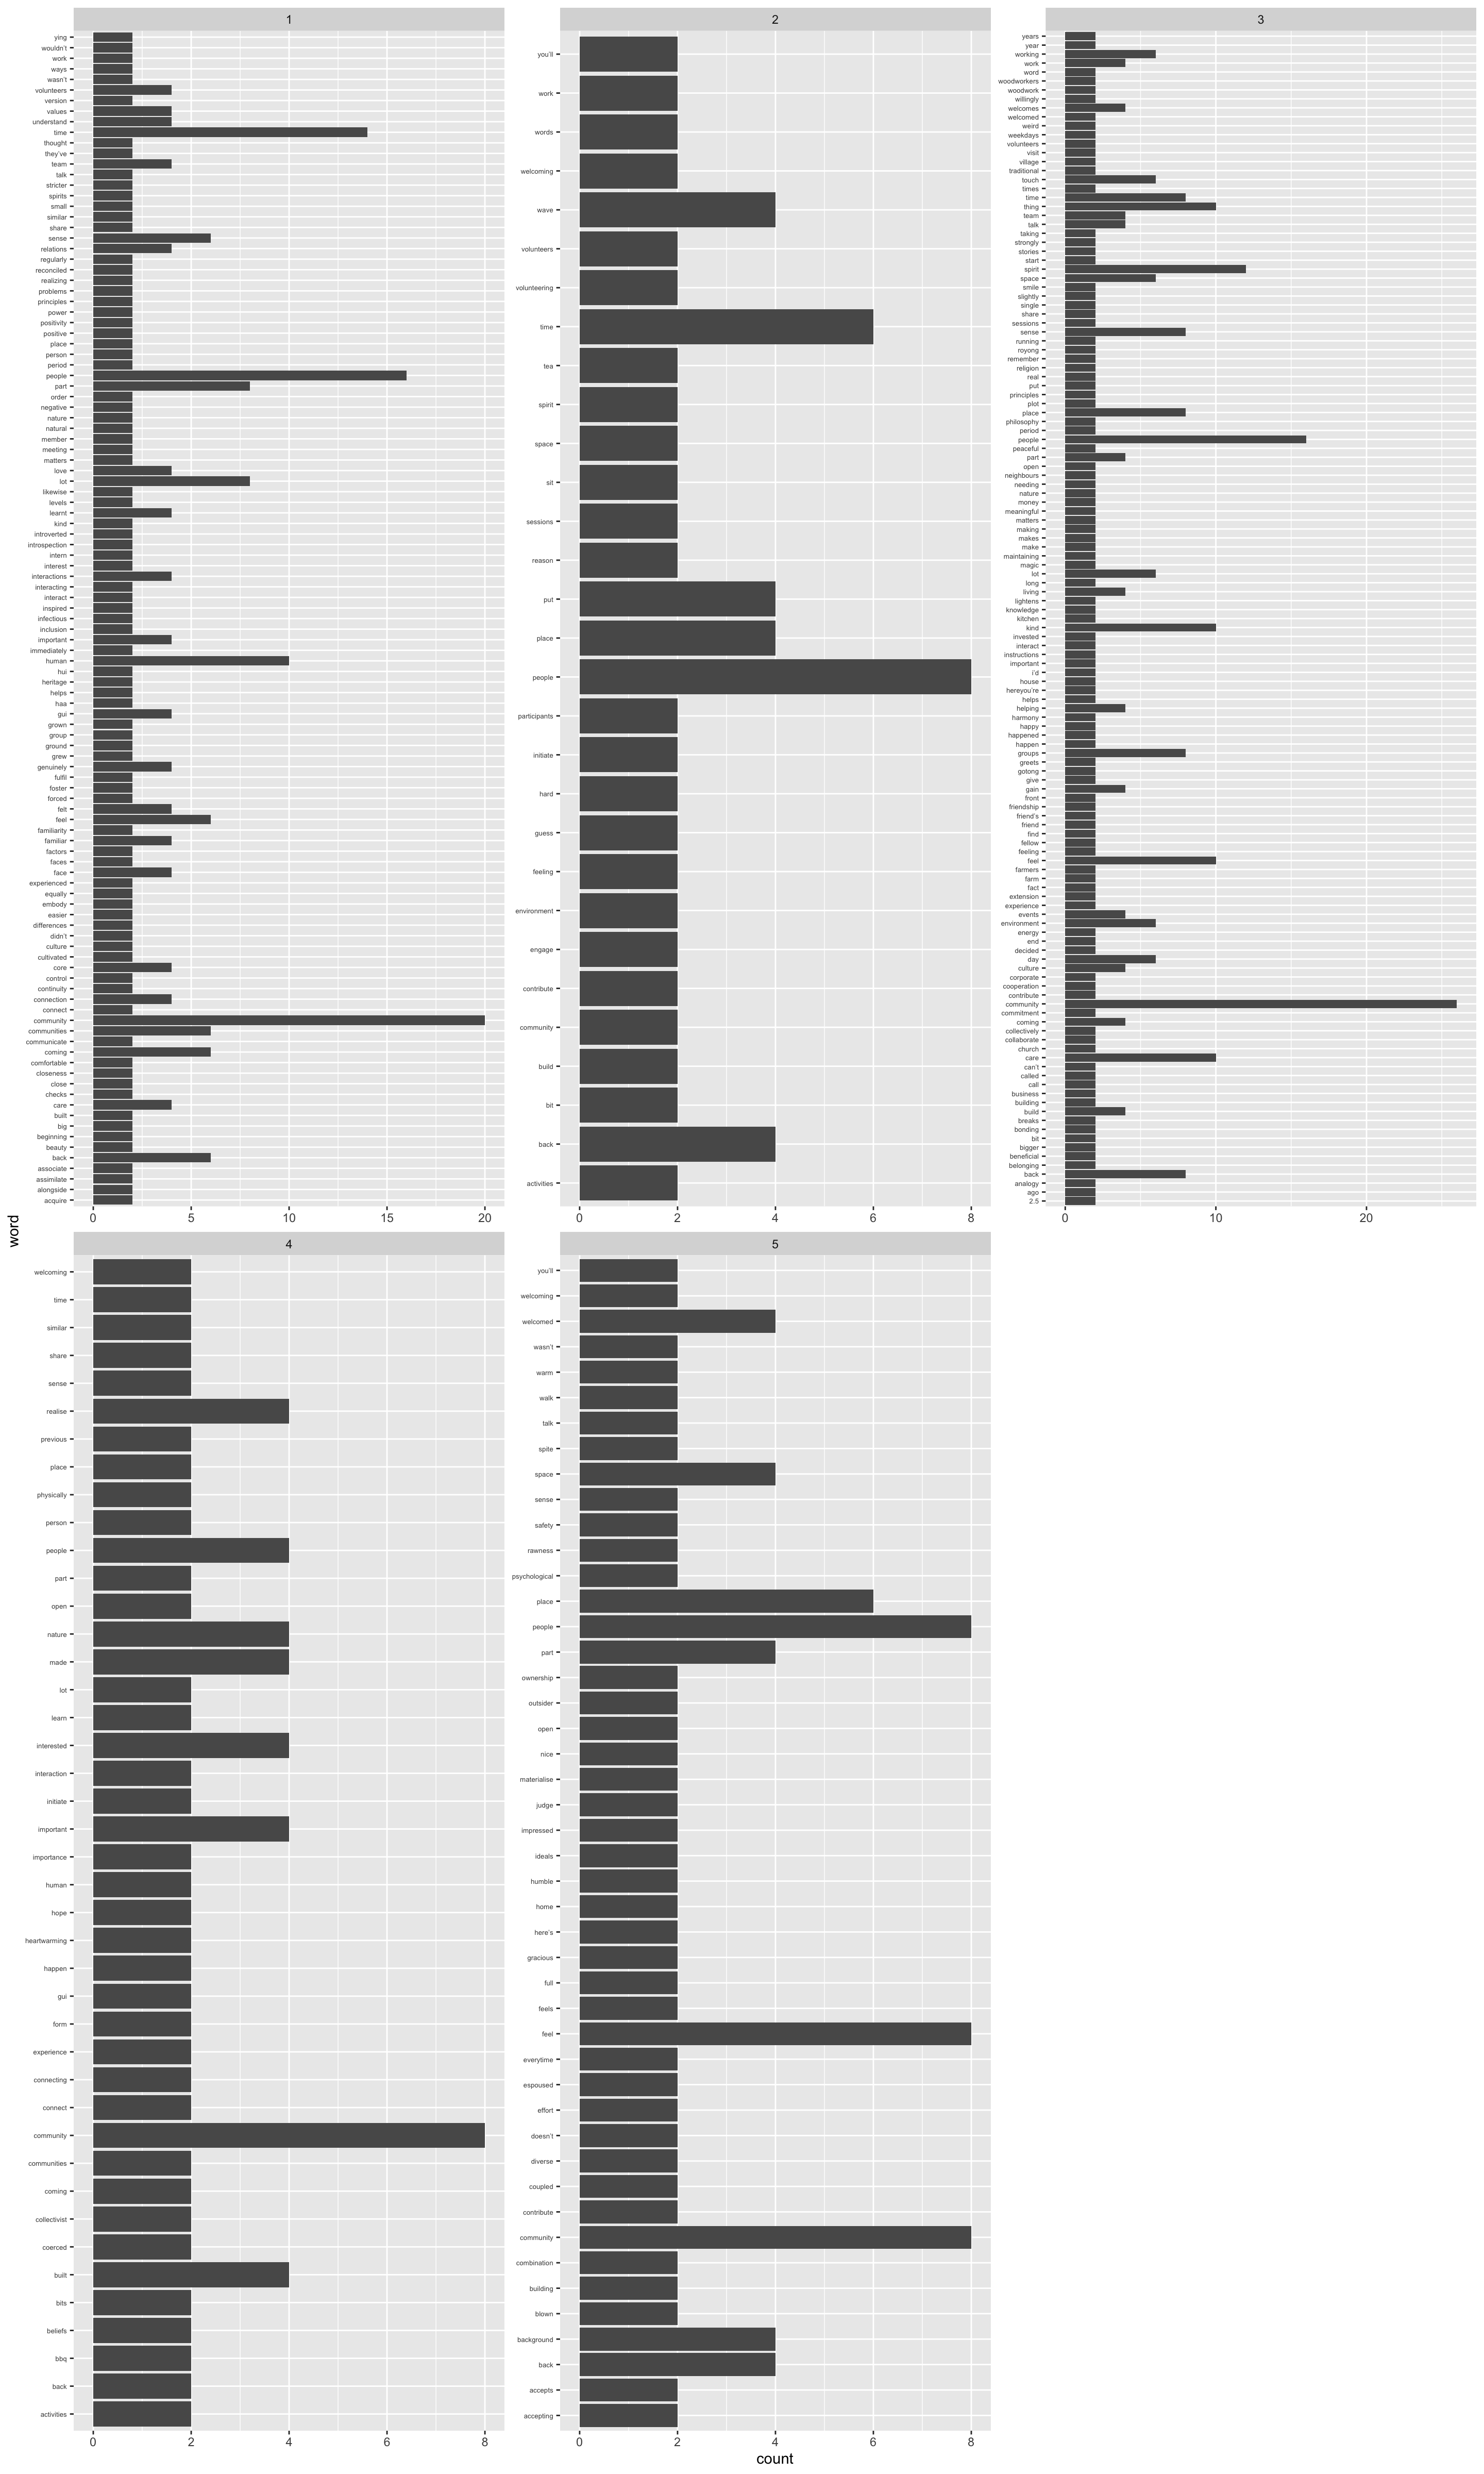 1
ying
wouldn't
work
ways
wasn't
volunteers
version
values
understand
time
thought
they've
team
talk
stricter
spirits
small
similar
share
sense
relations
regularly
reconciled
realizing
problems
principles
power
positivity
positive
place
person
period
people
part
order
negative
nature
natural
member
meeting
matters
love
lot
likewise
levels
learnt
kind
introverted
introspection
intern
interest
interactions
interacting
interact
inspired
infectious
inclusion
important
immediately
human
hui
heritage
helps
haa
gui
grown
group
ground
grew
genuinely
fulfil
foster
forced
felt
feel
familiarity
familiar
factors
faces
face
experienced
equally
embody
easier
differences
didn't
culture
cultivated
core
control
continuity
connection
connect
community
communities
communicate
coming
comfortable
closeness
close
checks
care
built
big
beginning
beauty
back
associate
assimilate
alongside
acquire
0 5 10 15 20
2
you'll
work
words
welcoming
wave
volunteers
volunteering
time
tea
spirit
space
sit
sessions
reason
put
place
people
participants
initiate
hard
guess
feeling
environment
engage
contribute
community
build
bit
back
activities
0 2 4 6 8
3
years
year
working
work
word
woodworkers
woodwork
willingly
welcomes
welcomed
weird
weekdays
volunteers
visit
village
traditional
touch
times
time
thing
team
talk
taking
strongly
stories
start
spirit
space
smile
slightly
single
share
sessions
sense
running
royong
remember
religion
real
put
principles
plot
place
philosophy
period
people
peaceful
part
open
neighbours
needing
nature
money
meaningful
matters
making
makes
make
maintaining
magic
lot
long
living
lightens
knowledge
kitchen
kind
invested
interact
instructions
important
i'd
house
hereyou're
helps
helping
harmony
happy
happened
happen
groups
greets
gotong
give
gain
front
friendship
friend's
friend
find
fellow
feeling
feel
farmers
farm
fact
extension
experience
events
environment
energy
end
decided
day
culture
corporate
cooperation
contribute
community
commitment
coming
collectively
collaborate
church
care
can't
called
call
business
building
build
breaks
bonding
bit
bigger
beneficial
belonging
back
analogy
ago
2.5
0 10 20
word
4
welcoming
time
similar
share
sense
realise
previous
place
physically
person
people
part
open
nature
made
lot
learn
interested
interaction
initiate
important
importance
human
hope
heartwarming
happen
gui
form
experience
connecting
connect
community
communities
coming
collectivist
coerced
built
bits
beliefs
bbq
back
activities
0 2 4 6 8
5
you'll
welcoming
welcomed
wasn't
warm
walk
talk
spite
space
sense
safety
rawness
psychological
place
people
part
ownership
outsider
open
nice
materialise
judge
impressed
ideals
humble
home
here's
gracious
full
feels
feel
everytime
espoused
effort
doesn't
diverse
coupled
contribute
community
combination
building
blown
background
back
accepts
accepting
0 2 4 6 8
count